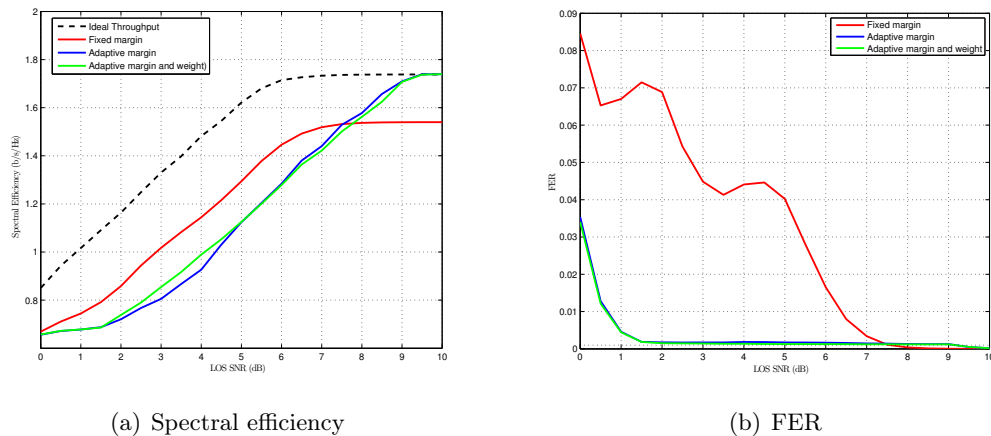 2
1.8
1.6
1.4
1.2
1
0.8
Spectral Efficiency (b/s/Hz)
Ideal Throughput
Fixed margin
Adaptive margin
Adaptive margin and weight)
0 1 2 3 4 5 6 7 8 9 10
LOS SNR (dB)
(a) Spectral efficiency
0.09
0.08
0.07
0.06
0.05
0.04
0.03
0.02
0.01
0
FER
Fixed margin
Adaptive margin
Adaptive margin and weight
0 1 2 3 4 5 6 7 8 9 10
LOS SNR (dB)
(b) FER